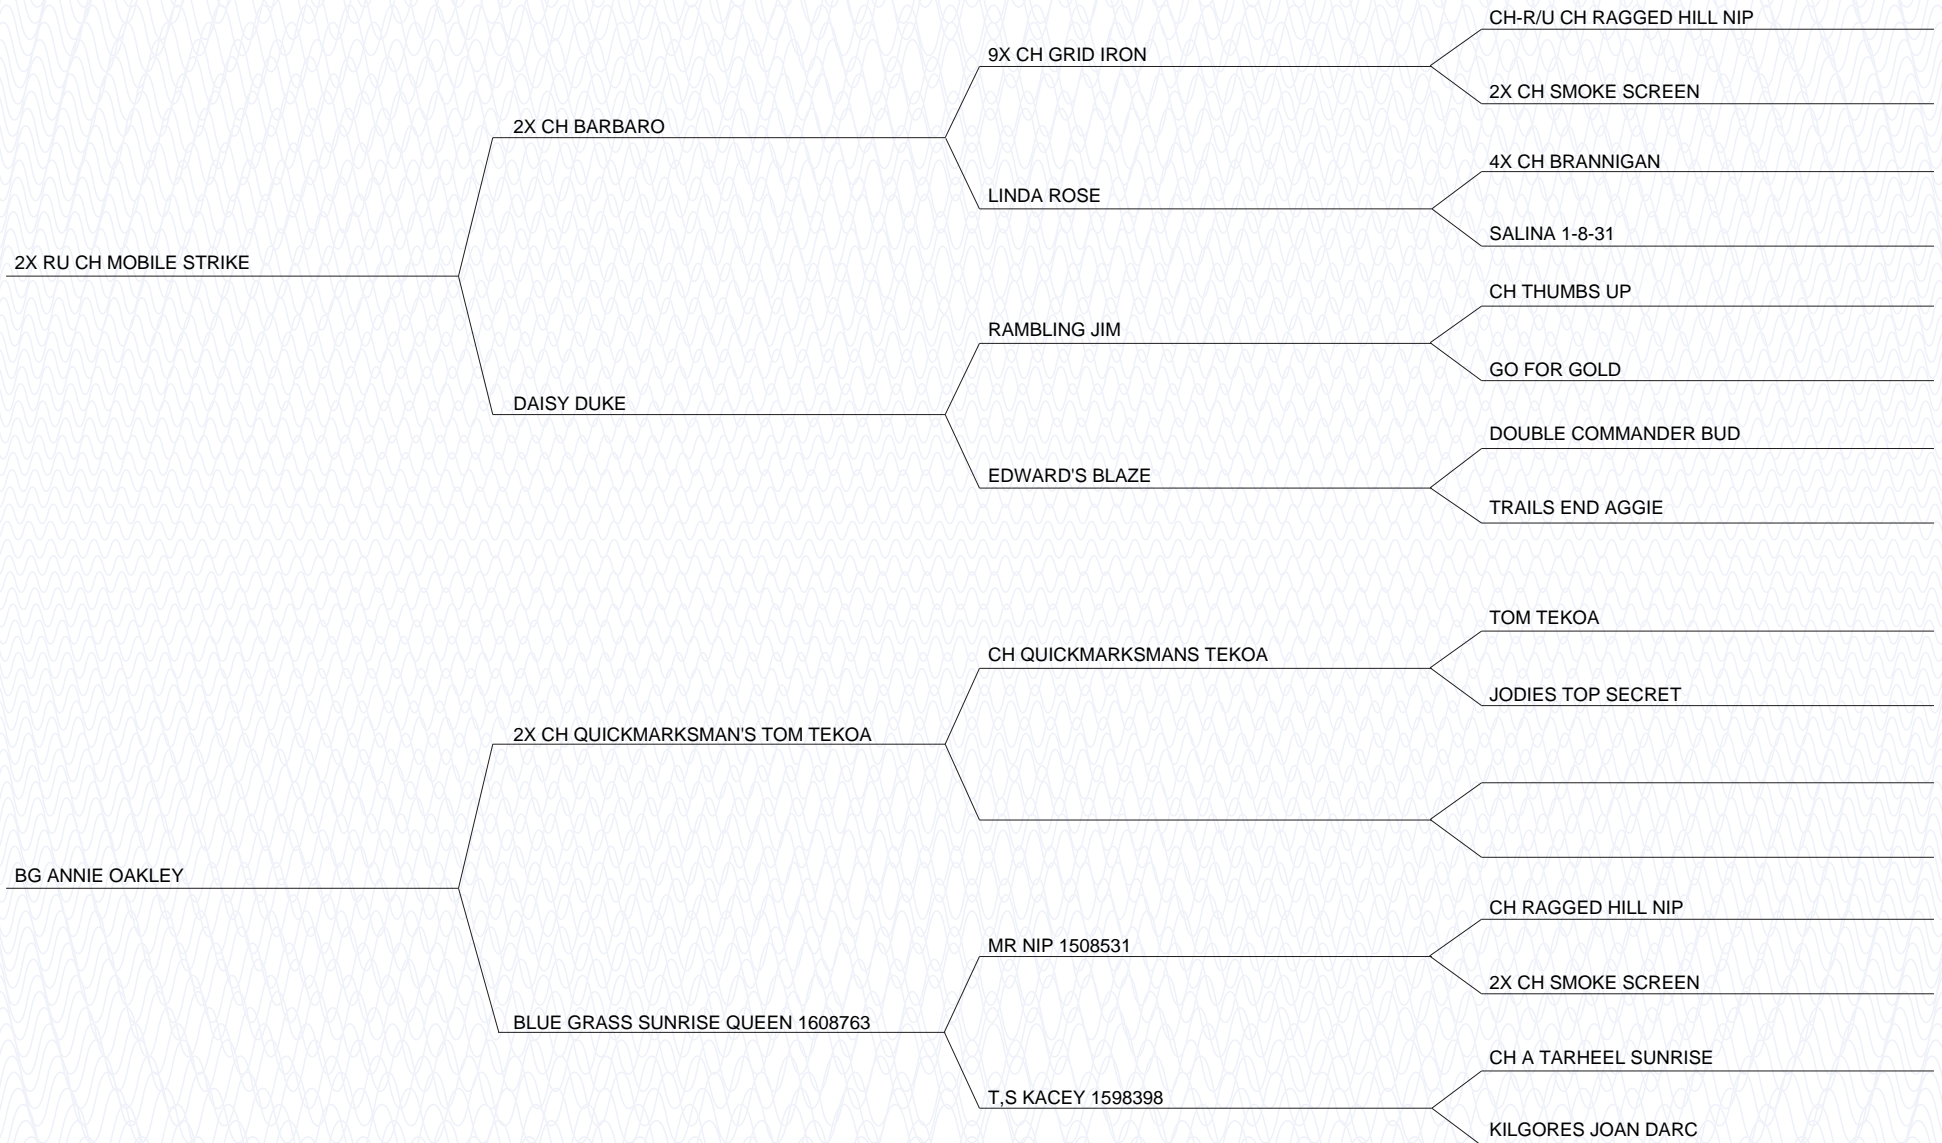 CH-R/U CH RAGGED HILL NIP
9X CH GRID IRON
2X CH SMOKE SCREEN
2X CH BARBARO
4X CH BRANNIGAN
LINDA ROSE
SALINA 1-8-31
2X RU CH MOBILE STRIKE
CH THUMBS UP
RAMBLING JIM
GO FOR GOLD
DAISY DUKE
DOUBLE COMMANDER BUD
EDWARD'S BLAZE
TRAILS END AGGIE
TOM TEKOA
CH QUICKMARKSMANS TEKOA
JODIES TOP SECRET
2X CH QUICKMARKSMAN'S TOM TEKOA
BG ANNIE OAKLEY
CH RAGGED HILL NIP
MR NIP 1508531
2X CH SMOKE SCREEN
BLUE GRASS SUNRISE QUEEN 1608763
CH A TARHEEL SUNRISE
T,S KACEY 1598398
KILGORES JOAN DARC